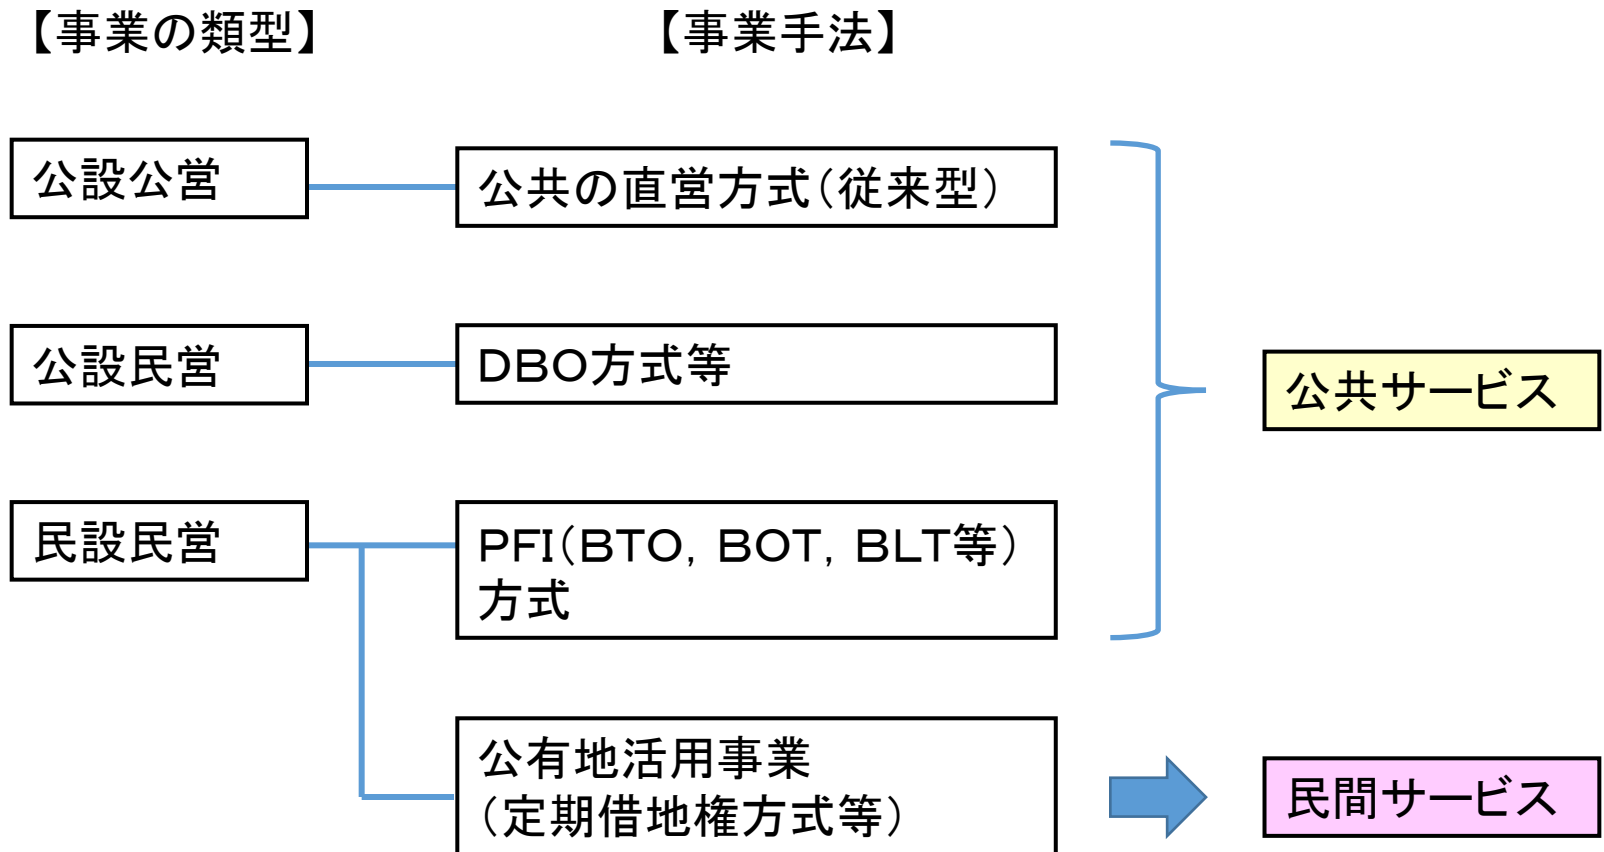 【事業の類型】
【事業手法】
公設公営
公共の直営方式（従来型）
公設民営
ＤＢＯ方式等
公共サービス
民設民営
ＰＦＩ（ＢＴＯ，ＢＯＴ，ＢＬＴ等）
方式
公有地活用事業
（定期借地権方式等）
民間サービス